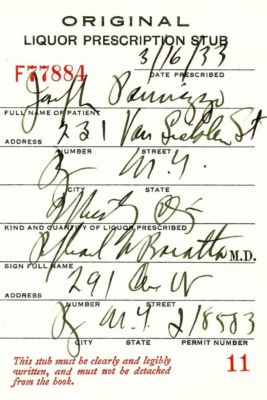 ORIGINAL
LIQUOR PRESCRIPTION STUB
3/16/33
F77884
DATE PRESCRIBED
Joseph
FULL NAME OF PATIENT
231 Van St
ADDRESS NUMBER STREET
N.Y.
CITY STATE
KIND AND QUANTITY OF LIQUOR PRESCRIBED
M.D.
SIGN FULL NAME
291 Ave
ADDRESS NUMBER STREET
N.Y. 218503
CITY STATE PERMIT NUMBER
This stub must be clearly and legibly
written, and must not be detached
from the book.
11